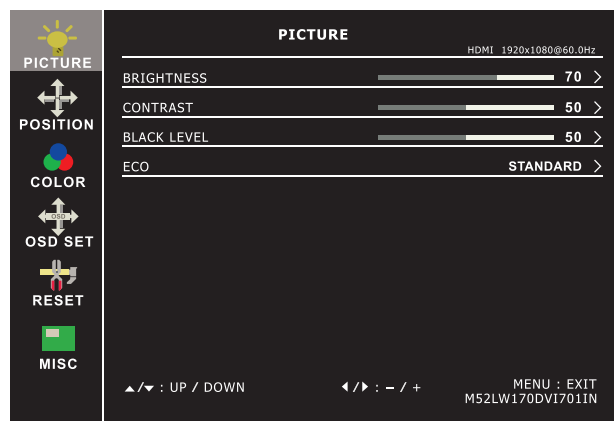 PICTURE
POSITION
COLOR
OSD
OSD SET
RESET
MISC
PICTURE
HDMI 1920x1080@60.0Hz
BRIGHTNESS 70 >
CONTRAST 50 >
BLACK LEVEL 50 >
ECO STANDARD >
▲/▼ : UP / DOWN ◀/▶ : – / + MENU : EXIT
M52LW170DVI701IN